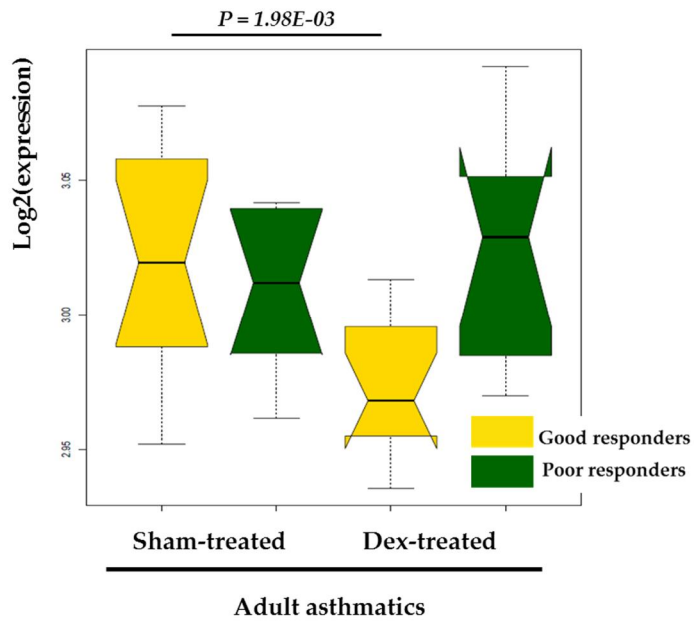 P = 1.98E-03
Log2(expression)
3.05
3.00
2.95
Good responders
Poor responders
Sham-treated Dex-treated
Adult asthmatics